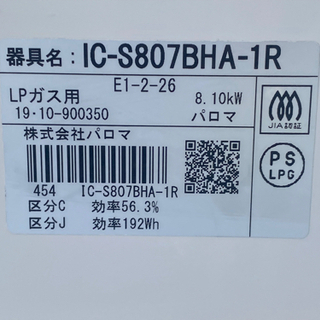 器具名：IC-S807BHA-1R
E1-2-26
LPガス用 8.10kW
19·10-900350 パロマ
JIA認証
株式会社パロマ
PS
LPG
454 IC-S807BHA-1R
区分C 効率56.3%
区分J 効率192Wh